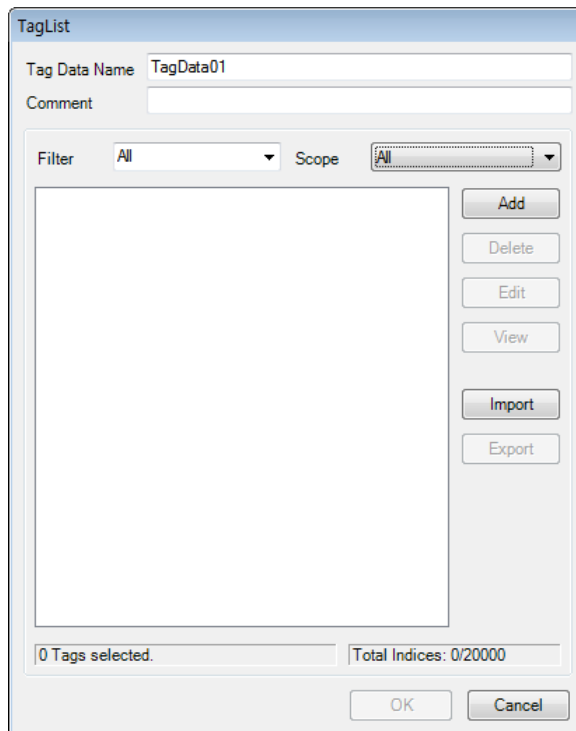 TagList
Tag Data Name TagData01
Comment
Filter All Scope All
Add
Delete
Edit
View
Import
Export
0 Tags selected. Total Indices: 0/20000
OK Cancel